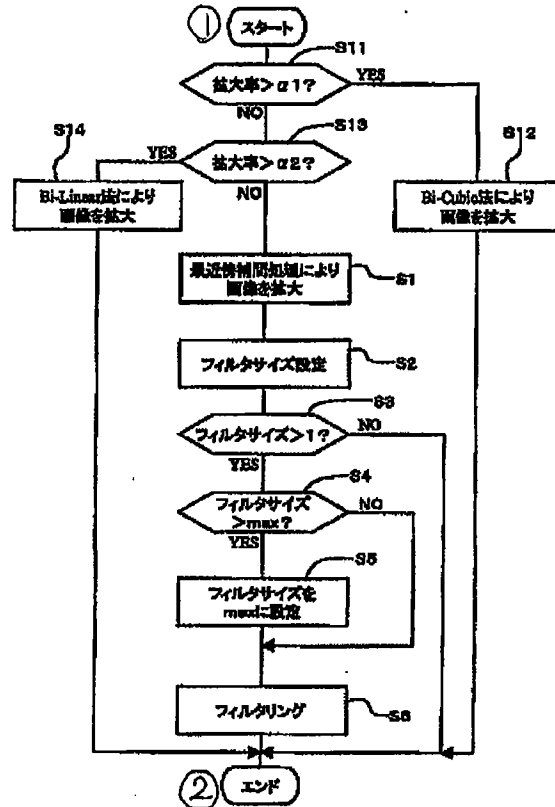 ① スタート
S11
拡大率>α1?
YES
NO
S13
S14
YES
拡大率>α2?
S12
NO
Bi-Linear法により
画像を拡大
Bi-Cubic法により
画像を拡大
最近傍補間処理により
画像を拡大
S1
フィルタサイズ設定
S2
S3
フィルタサイズ>1?
NO
YES
S4
フィルタサイズ
>max?
NO
YES
S5
フィルタサイズを
maxに設定
フィルタリング
S6
② エンド